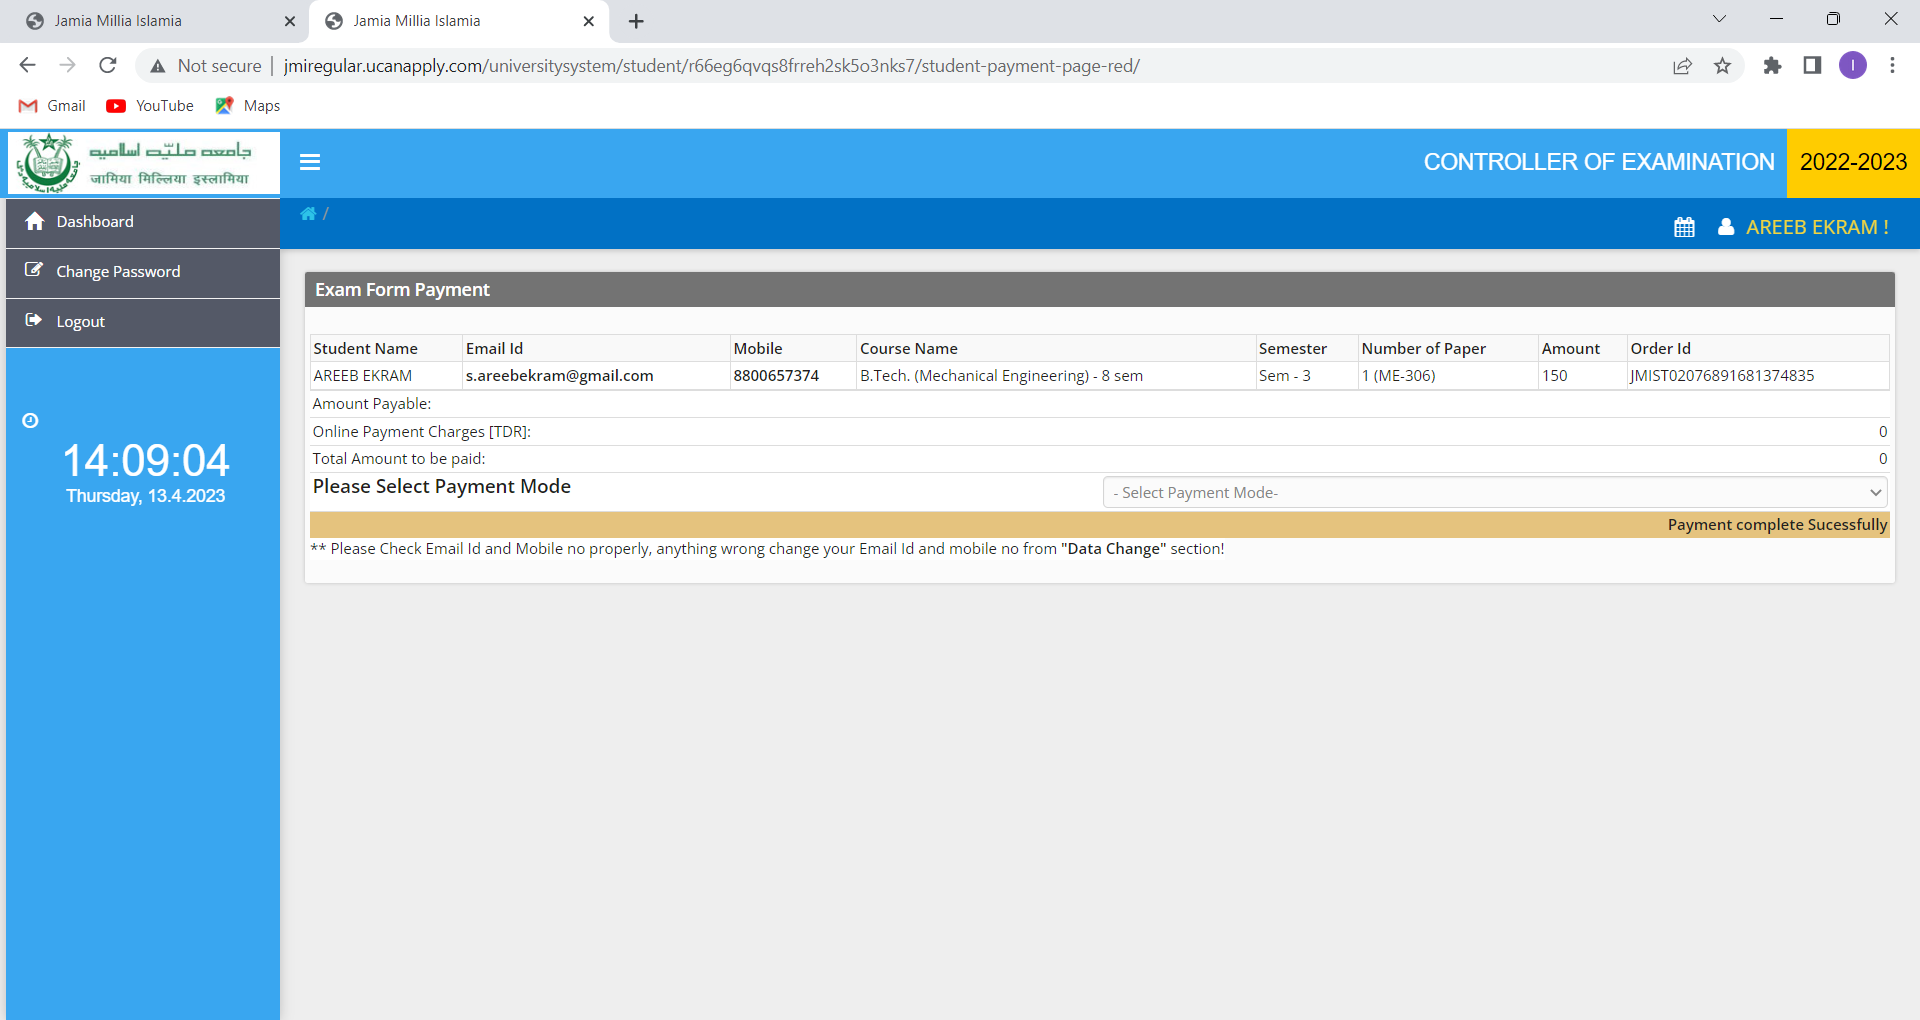 Jamia Millia Islamia
Jamia Millia Islamia
Not secure | jmiregular.ucanapply.com/universitysystem/student/r66eg6qvqs8frreh2sk5o3nks7/student-payment-page-red/
I
Gmail YouTube Maps
جامعہ ملیّہ اسلامیہ
जामिया मिल्लिया इस्लामिया
CONTROLLER OF EXAMINATION 2022-2023
/
AREEB EKRAM !
Dashboard
Change Password
Logout
14:09:04
Thursday, 13.4.2023
Exam Form Payment
Student Name Email Id Mobile Course Name Semester Number of Paper Amount Order Id
AREEB EKRAM s.areebekram@gmail.com 8800657374 B.Tech. (Mechanical Engineering) - 8 sem Sem - 3 1 (ME-306) 150 JMIST02076891681374835
Amount Payable:
Online Payment Charges [TDR]: 0
Total Amount to be paid: 0
Please Select Payment Mode - Select Payment Mode-
Payment complete Sucessfully
** Please Check Email Id and Mobile no properly, anything wrong change your Email Id and mobile no from "Data Change" section!